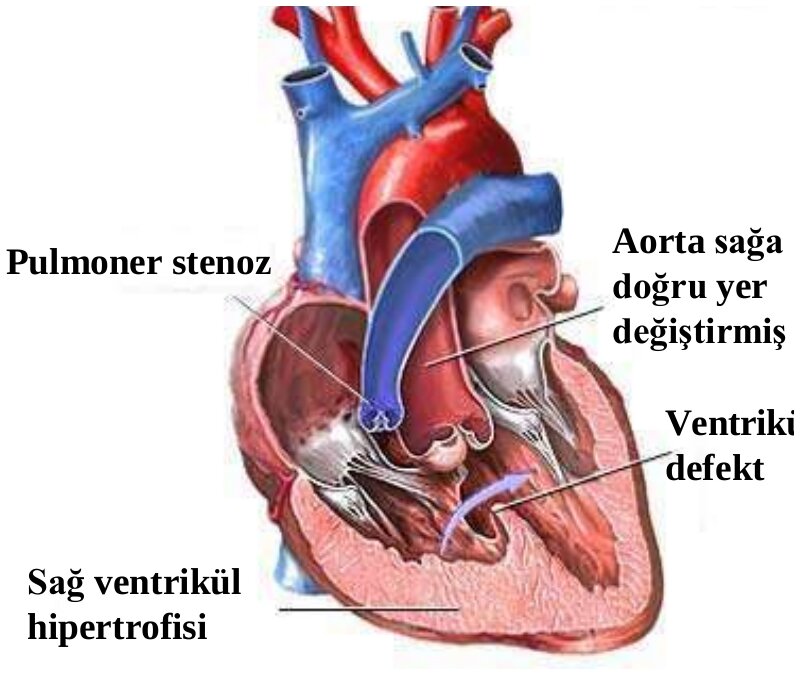 Pulmoner stenoz
Aorta sağa
doğru yer
değiştirmiş
Ventrikü
defekt
Sağ ventrikül
hipertrofisi